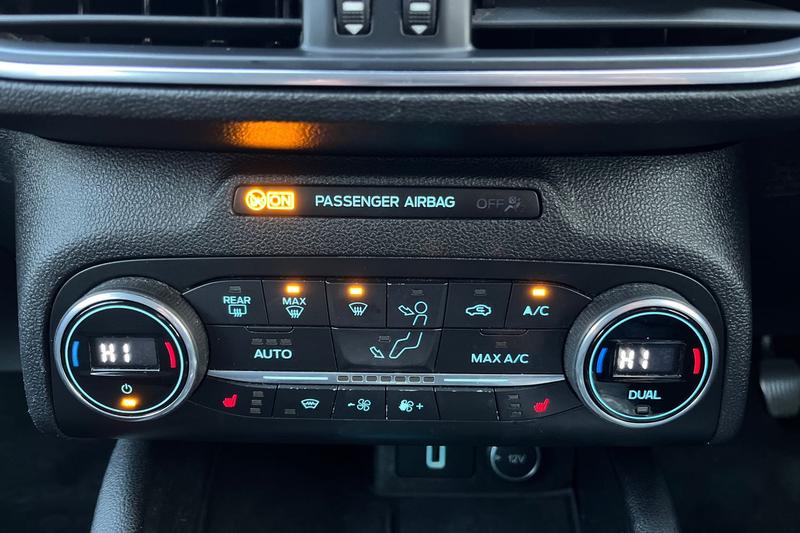 ON PASSENGER AIRBAG OFF
REAR MAX A/C
AUTO MAX A/C
HI HI
DUAL
12V